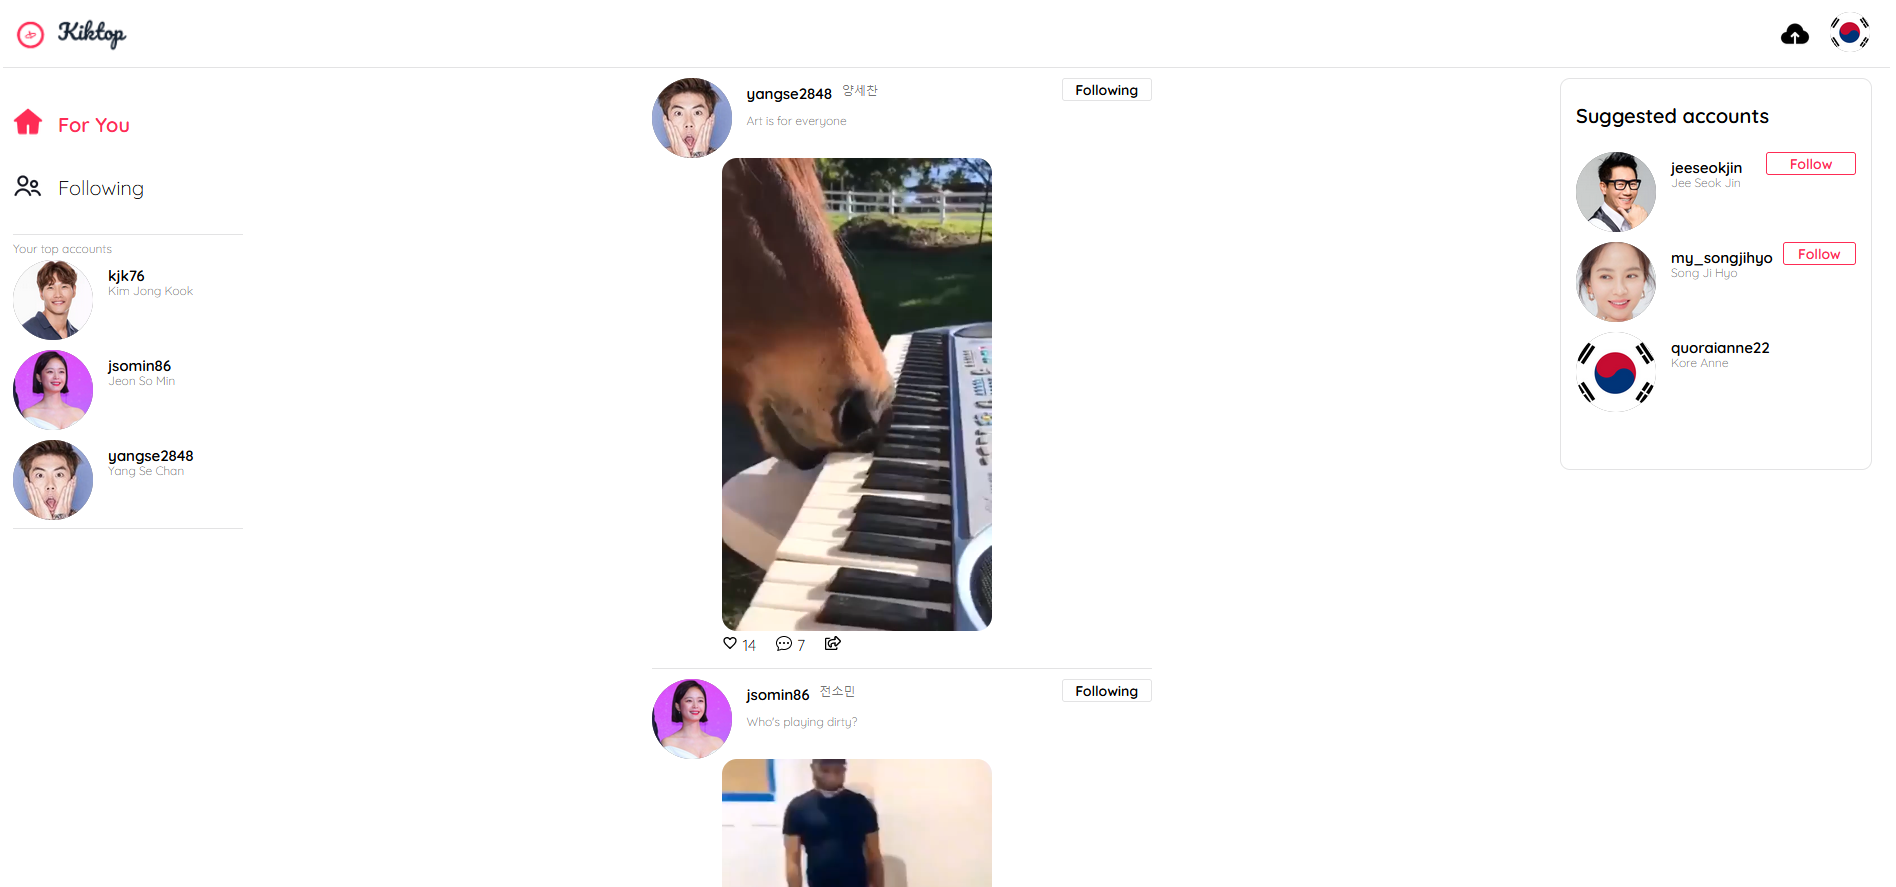 Kiktop
For You
Following
Your top accounts
kjk76
Kim Jong Kook
jsomin86
Jeon So Min
yangse2848
Yang Se Chan
yangse2848 양세찬
Following
Art is for everyone
14 7
jsomin86 전소민
Following
Who's playing dirty?
Suggested accounts
jeeseokjin
Follow
Jee Seok Jin
my_songjihyo
Follow
Song Ji Hyo
quoraianne22
Kore Anne